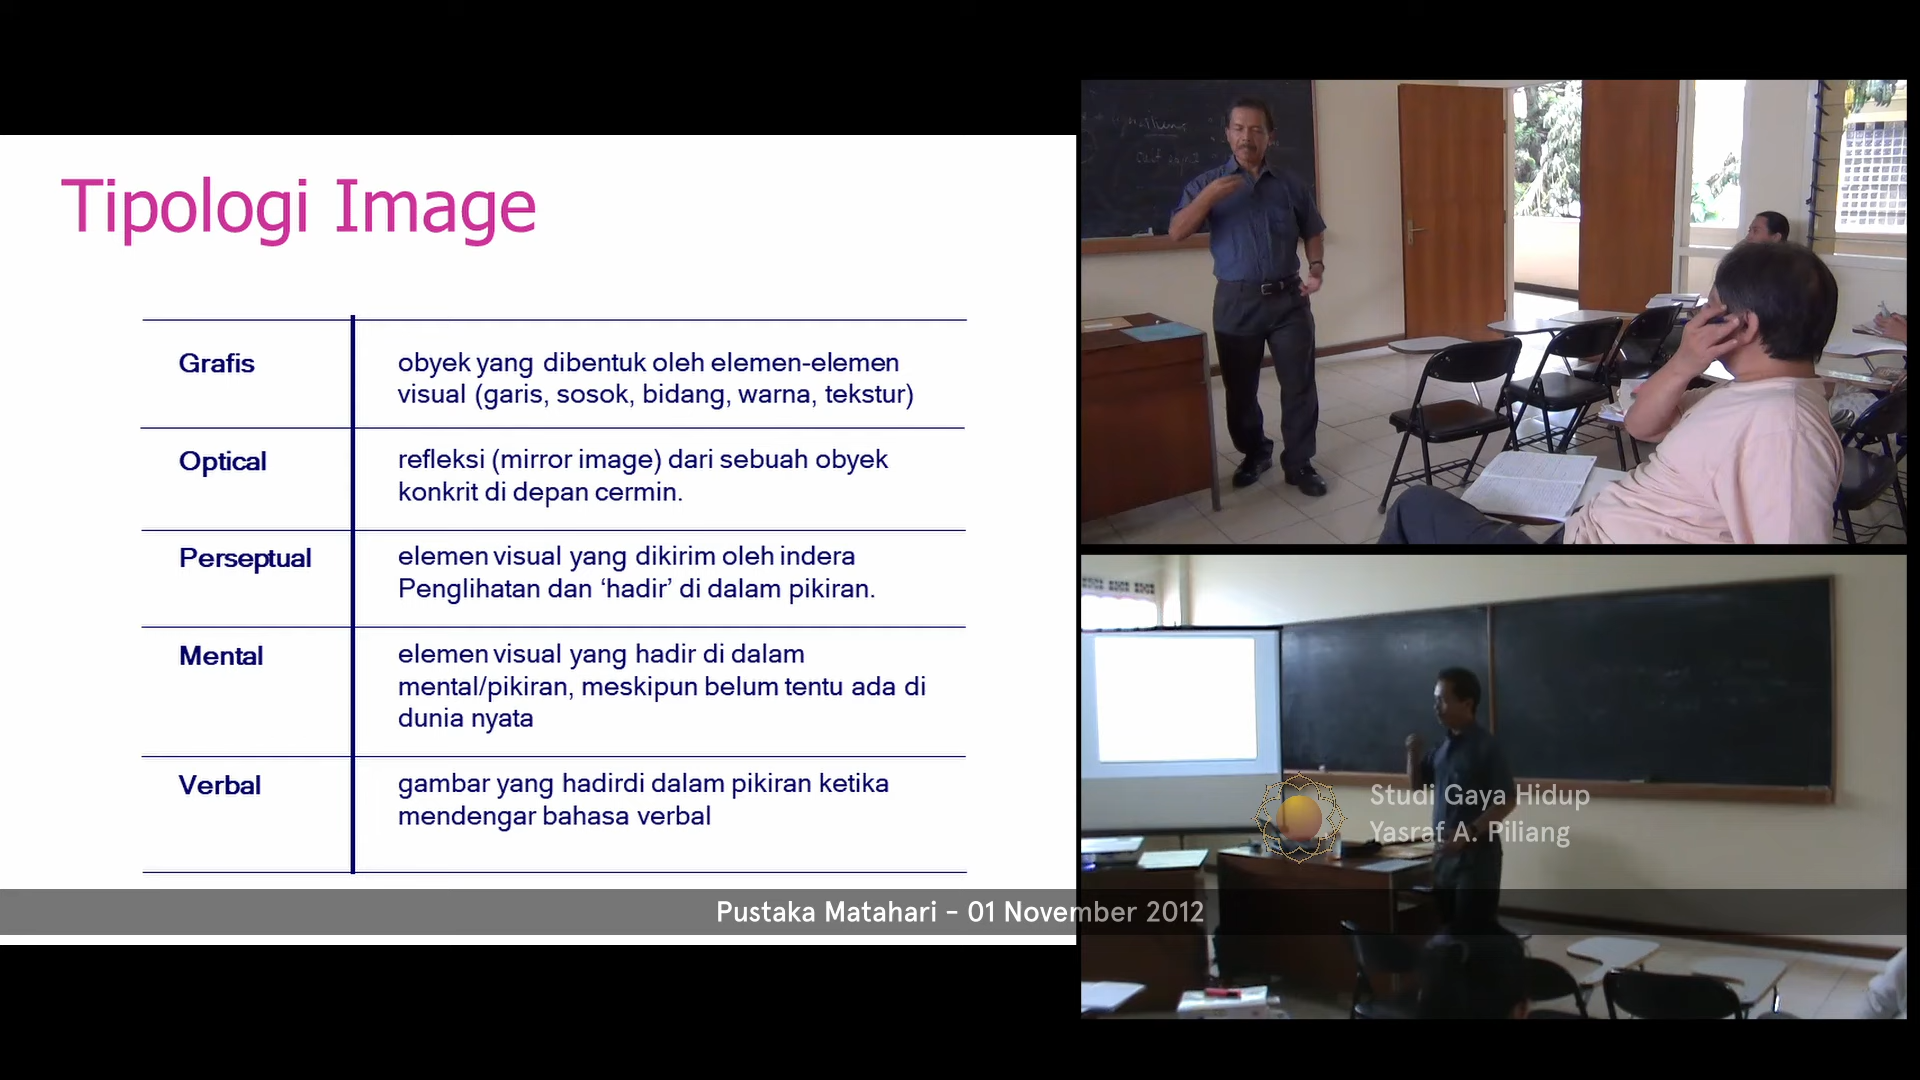 Tipologi Image
Grafis
obyek yang dibentuk oleh elemen-elemen
visual (garis, sosok, bidang, warna, tekstur)
Optical
refleksi (mirror image) dari sebuah obyek
konkrit di depan cermin.
Perseptual
elemen visual yang dikirim oleh indera
Penglihatan dan ‘hadir’ di dalam pikiran.
Mental
elemen visual yang hadir di dalam
mental/pikiran, meskipun belum tentu ada di
dunia nyata
Verbal
gambar yang hadirdi dalam pikiran ketika
mendengar bahasa verbal
Studi Gaya Hidup
Yasraf A. Piliang
Pustaka Matahari - 01 November 2012